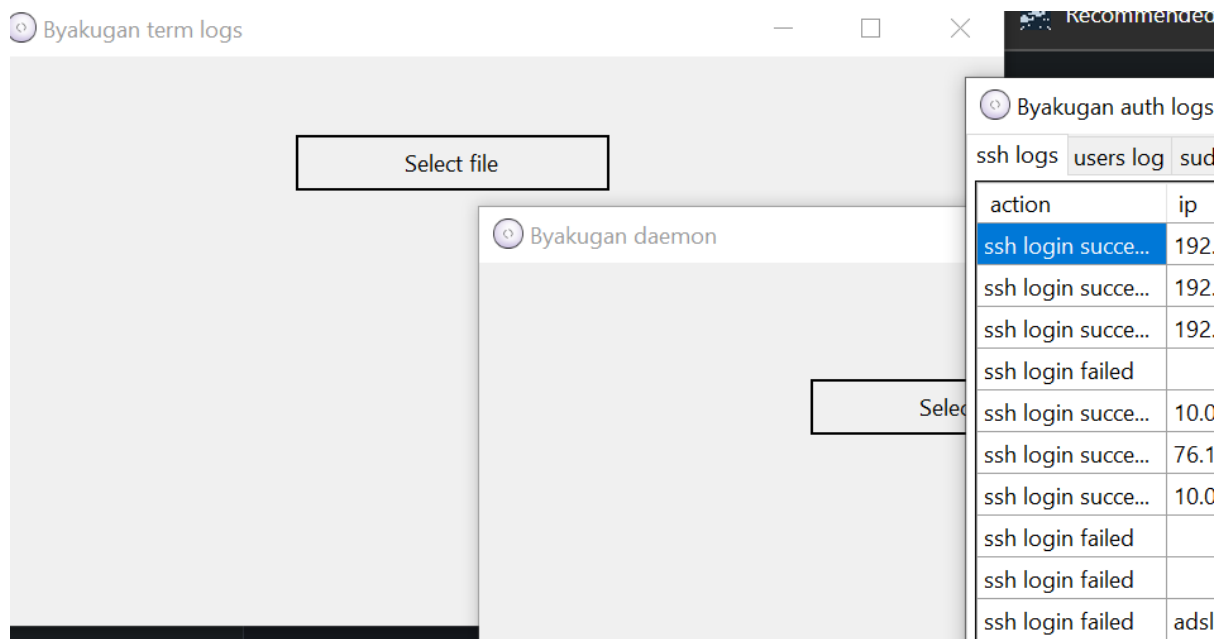 Byakugan term logs
Recommended
Select file
Byakugan auth logs
ssh logs users log sud
action ip
Byakugan daemon
ssh login succe... 192.
ssh login succe... 192.
ssh login succe... 192.
ssh login failed
Selec
ssh login succe... 10.0
ssh login succe... 76.1
ssh login succe... 10.0
ssh login failed
ssh login failed
ssh login failed adsl